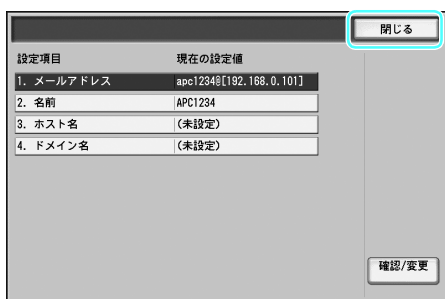 閉じる
設定項目 現在の設定値
1. メールアドレス apc1234@[192.168.0.101]
2. 名前 APC1234
3. ホスト名 (未設定)
4. ドメイン名 (未設定)
確認/変更